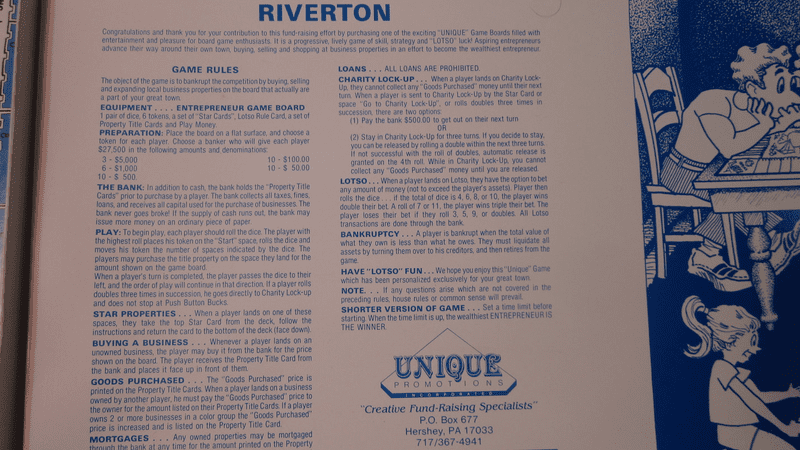 RIVERTON
Congratulations and thank you for your contribution to this fund-raising effort by purchasing one of the exciting "UNIQUE" Game Boards filled with
entertainment and pleasure for board game enthusiasts. It is a progressive, lively game of skill, strategy and "LOTSO" luck! Aspiring entrepreneurs
advance their way around their own town, buying, selling and shopping at business properties in an effort to become the wealthiest entrepreneur.
GAME RULES
The object of the game is to bankrupt the competition by buying, selling
and expanding local business properties on the board that actually are
a part of your great town.
EQUIPMENT .... ENTREPRENEUR GAME BOARD
1 pair of dice, 6 tokens, a set of "Star Cards", Lotso Rule Card, a set of
Property Title Cards and Play Money.
PREPARATION: Place the board on a flat surface, and choose a
token for each player. Choose a banker who will give each player
$27,500 in the following amounts and denominations:
3 - $5,000 10 - $100.00
6 - $1,000 10 - $ 50.00
10 - $ 500.
THE BANK: In addition to cash, the bank holds the "Property Title
Cards" prior to purchase by a player. The bank collects all taxes, fines,
loans, and receives all capital used for the purchase of businesses. The
bank never goes broke! If the supply of cash runs out, the bank may
issue more money on an ordinary piece of paper.
PLAY: To begin play, each player should roll the dice. The player with
the highest roll places his token on the "Start" space, rolls the dice and
moves his token the number of spaces indicated by the dice. The
players may purchase the title property on the space they land for the
amount shown on the game board.
When a player's turn is completed, the player passes the dice to their
left, and the order of play will continue in that direction. If a player rolls
doubles three times in succession, he goes directly to Charity Lock-up
and does not stop at Push Button Bucks.
STAR PROPERTIES ... When a player lands on one of these
spaces, they take the top Star Card from the deck, follow the
instructions and return the card to the bottom of the deck (face down).
BUYING A BUSINESS ... Whenever a player lands on an
unowned business, the player may buy it from the bank for the price
shown on the board. The player receives the Property Title Card from
the bank and places it face up in front of them.
GOODS PURCHASED ... The "Goods Purchased" price is
printed on the Property Title Cards. When a player lands on a business
owned by another player, he must pay the "Goods Purchased" price to
the owner for the amount listed on their Property Title Cards. If a player
owns 2 or more businesses in a color group the "Goods Purchased"
price is increased and is listed on the Property Title Card.
MORTGAGES ... Any owned properties may be mortgaged
through the bank at any time for the amount printed on the Property
LOANS ... ALL LOANS ARE PROHIBITED.
CHARITY LOCK-UP ... When a player lands on Charity Lock-
Up, they cannot collect any "Goods Purchased" money until their next
turn. When a player is sent to Charity Lock-Up by the Star Card or
space "Go to Charity Lock-Up", or rolls doubles three times in
succession, there are two options:
(1) Pay the bank $500.00 to get out on their next turn
OR
(2) Stay in Charity Lock-Up for three turns. If you decide to stay,
you can be released by rolling a double within the next three turns.
If not successful with the roll of doubles, automatic release is
granted on the 4th roll. While in Charity Lock-Up, you cannot
collect any "Goods Purchased" money until you are released.
LOTSO ... When a player lands on Lotso, they have the option to bet
any amount of money (not to exceed the player's assets). Player then
rolls the dice ... if the total of dice is 4, 6, 8, or 10, the player wins
double their bet. A roll of 7 or 11, the player wins triple their bet. The
player loses their bet if they roll 3, 5, 9, or doubles. All Lotso
transactions are done through the bank.
BANKRUPTCY ... A player is bankrupt when the total value of
what they own is less than what he owes. They must liquidate all
assets by turning them over to his creditors, and then retires from the
game.
HAVE "LOTSO" FUN ... We hope you enjoy this "Unique" Game
which has been personalized exclusively for your great town.
NOTE ... If any questions arise which are not covered in the
preceding rules, house rules or common sense will prevail.
SHORTER VERSION OF GAME ... Set a time limit before
starting. When the time limit is up, the wealthiest ENTREPRENEUR IS
THE WINNER.
UNIQUE
PROMOTIONS
INCORPORATED
"Creative Fund-Raising Specialists"
P.O. Box 677
Hershey, PA 17033
717/367-4941